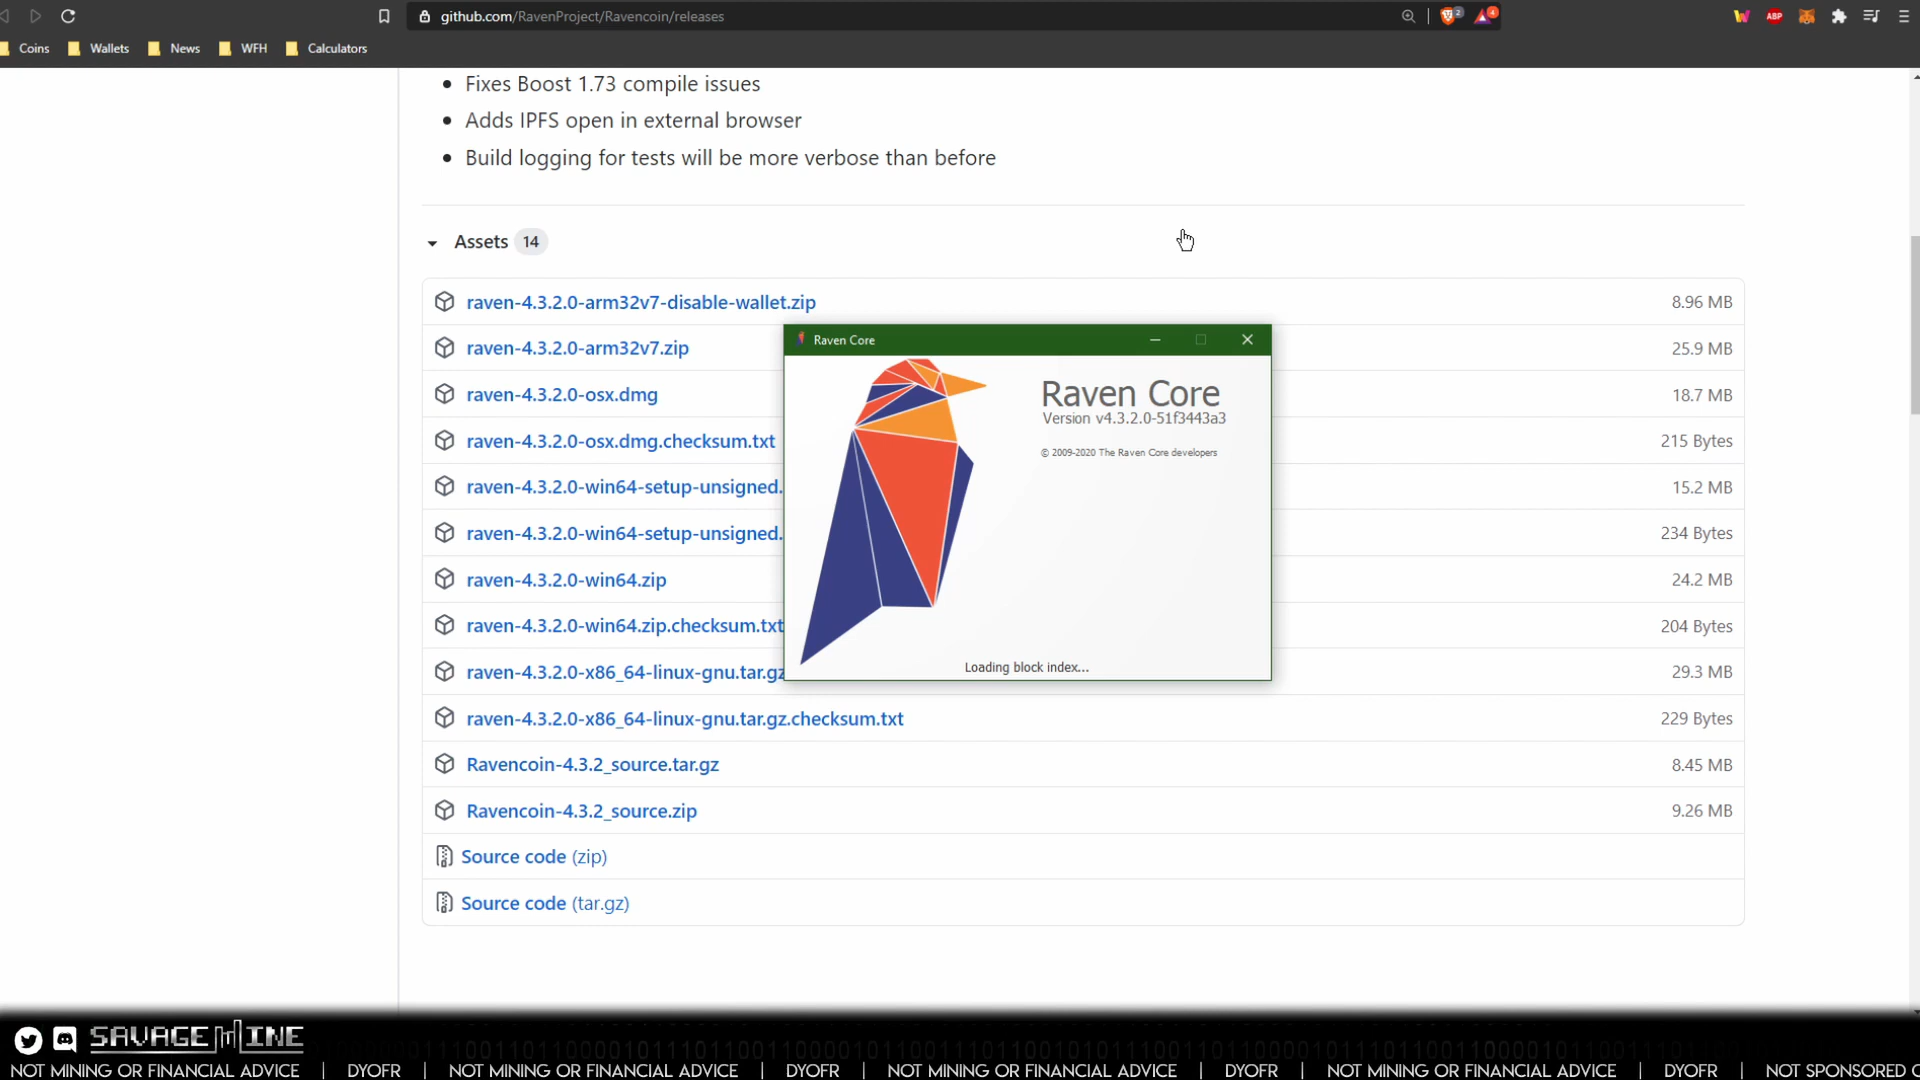 github.com/RavenProject/Ravencoin/releases
2
4
ABP
Coins
Wallets
News
WFH
Calculators
Fixes Boost 1.73 compile issues
Adds IPFS open in external browser
Build logging for tests will be more verbose than before
Assets 14
raven-4.3.2.0-arm32v7-disable-wallet.zip 8.96 MB
raven-4.3.2.0-arm32v7.zip 25.9 MB
raven-4.3.2.0-osx.dmg 18.7 MB
raven-4.3.2.0-osx.dmg.checksum.txt 215 Bytes
raven-4.3.2.0-win64-setup-unsigned. 15.2 MB
raven-4.3.2.0-win64-setup-unsigned. 234 Bytes
raven-4.3.2.0-win64.zip 24.2 MB
raven-4.3.2.0-win64.zip.checksum.txt 204 Bytes
raven-4.3.2.0-x86_64-linux-gnu.tar.gz 29.3 MB
raven-4.3.2.0-x86_64-linux-gnu.tar.gz.checksum.txt 229 Bytes
Ravencoin-4.3.2_source.tar.gz 8.45 MB
Ravencoin-4.3.2_source.zip 9.26 MB
Source code (zip)
Source code (tar.gz)
Raven Core
Raven Core
Version v4.3.2.0-51f3443a3
© 2009-2020 The Raven Core developers
Loading block index...
SAVAGE MINE
NOT MINING OR FINANCIAL ADVICE | DYOFR | NOT MINING OR FINANCIAL ADVICE | DYOFR | NOT MINING OR FINANCIAL ADVICE | DYOFR | NOT MINING OR FINANCIAL ADVICE | DYOFR | NOT SPONSORED